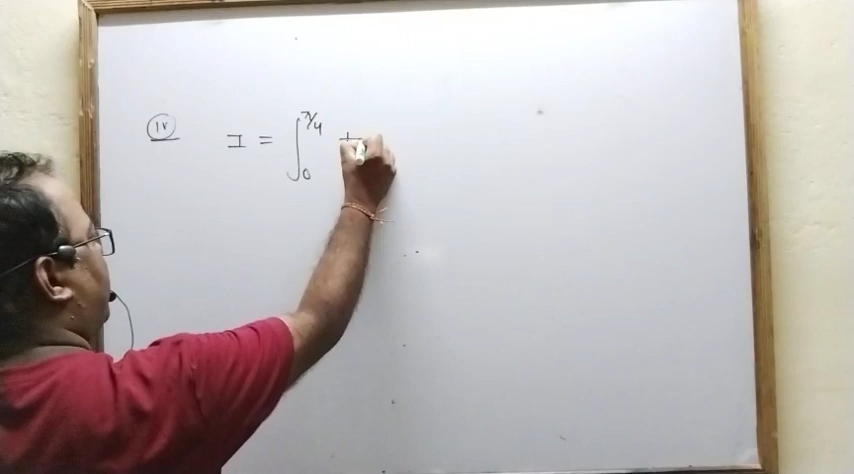 (iv) I = ∫₀^(π/4)